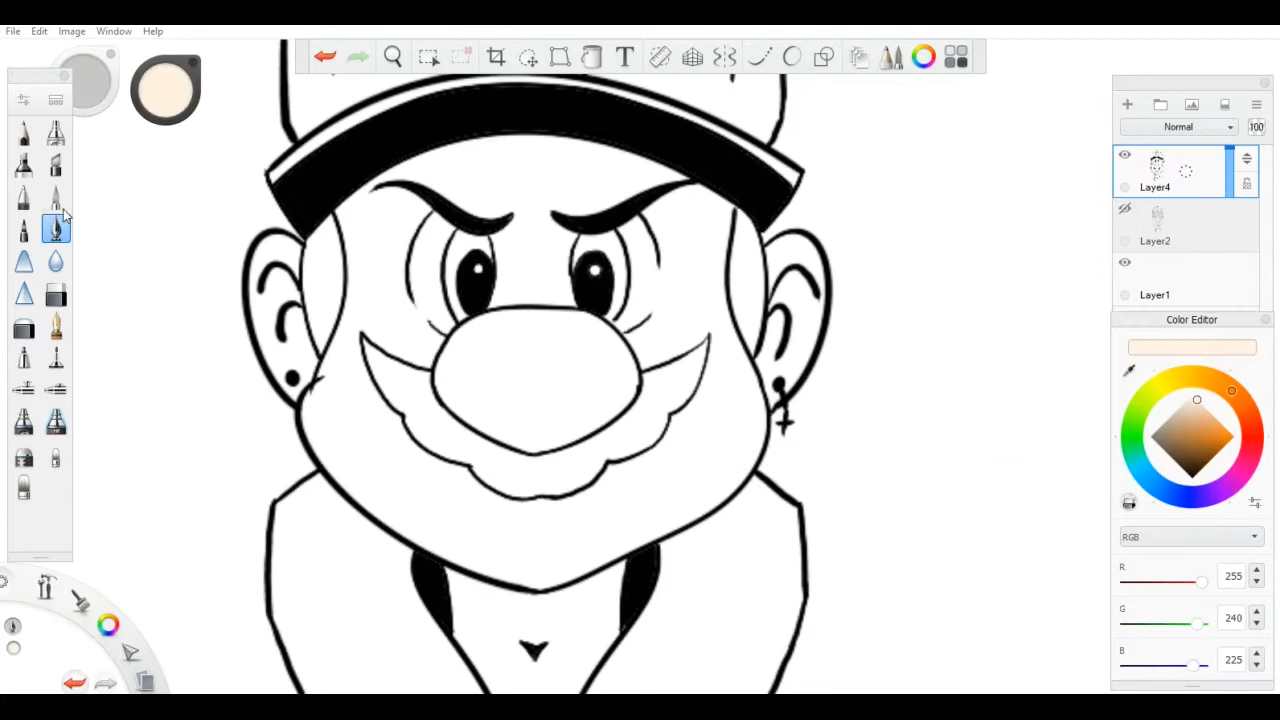 File Edit Image Window Help
T
Normal 100
Layer4
Layer2
Layer1
Color Editor
RGB
R 255
G 240
B 225